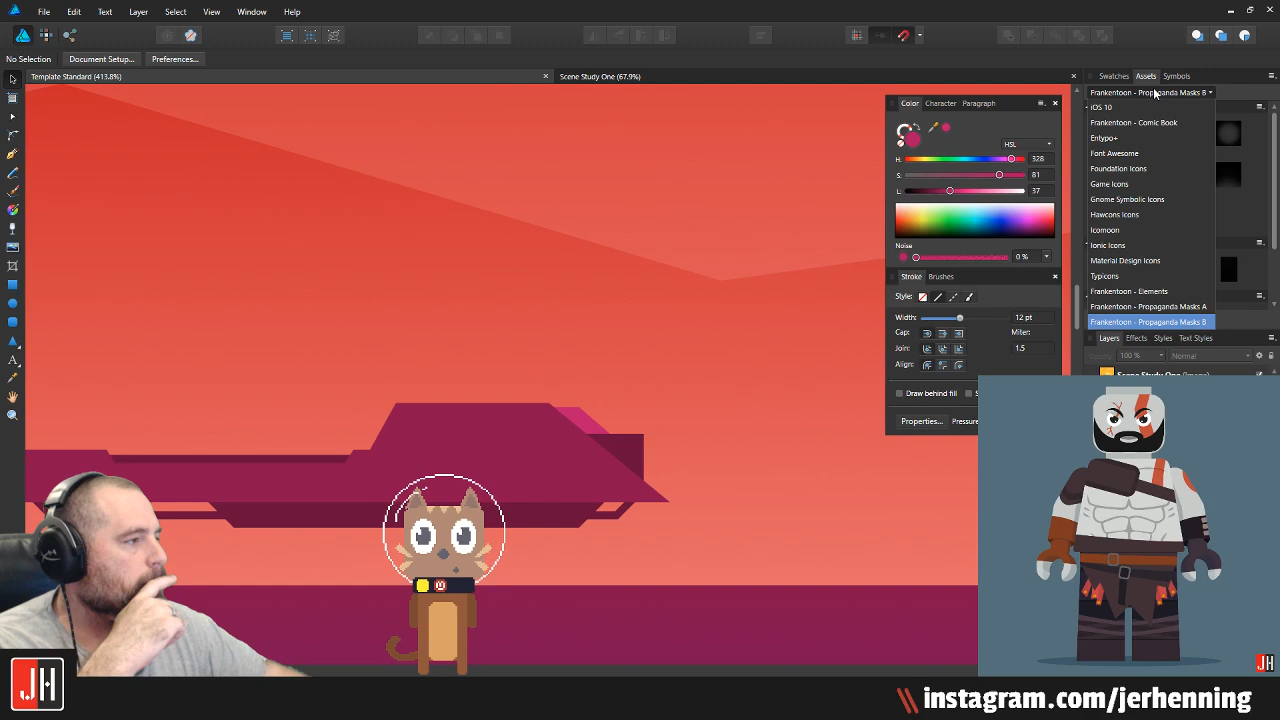 File Edit Text Layer Select View Window Help
No Selection Document Setup... Preferences...
Template Standard (413.8%)
Scene Study One (67.9%)
Swatches Assets Symbols
Frankentoon - Propaganda Masks B
iOS 10
Frankentoon - Comic Book
Entypo+
Font Awesome
Foundation Icons
Game Icons
Gnome Symbolic Icons
Hawcons Icons
Icomoon
Ionic Icons
Material Design Icons
Typicons
Frankentoon - Elements
Frankentoon - Propaganda Masks A
Frankentoon - Propaganda Masks B
Layers Effects Styles Text Styles
Opacity 100 % Normal
Scene Study One (Image)
Color Character Paragraph
HSL
H: 328
S: 81
L: 37
Noise
0 %
Stroke Brushes
Style:
Width: 12 pt
Cap: Miter:
Join: 1.5
Align:
Draw behind fill
Properties... Pressure
JH
JH
instagram.com/jerhenning